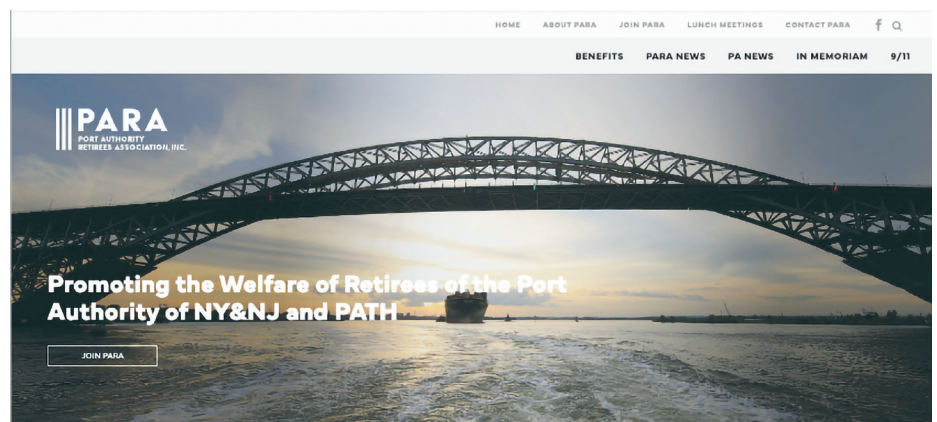 HOME ABOUT PARA JOIN PARA LUNCH MEETINGS CONTACT PARA f
BENEFITS PARA NEWS PA NEWS IN MEMORIAM 9/11
PARA
PORT AUTHORITY
RETIREES ASSOCIATION, INC.
Promoting the Welfare of Retirees of the Port
Authority of NY&NJ and PATH
JOIN PARA